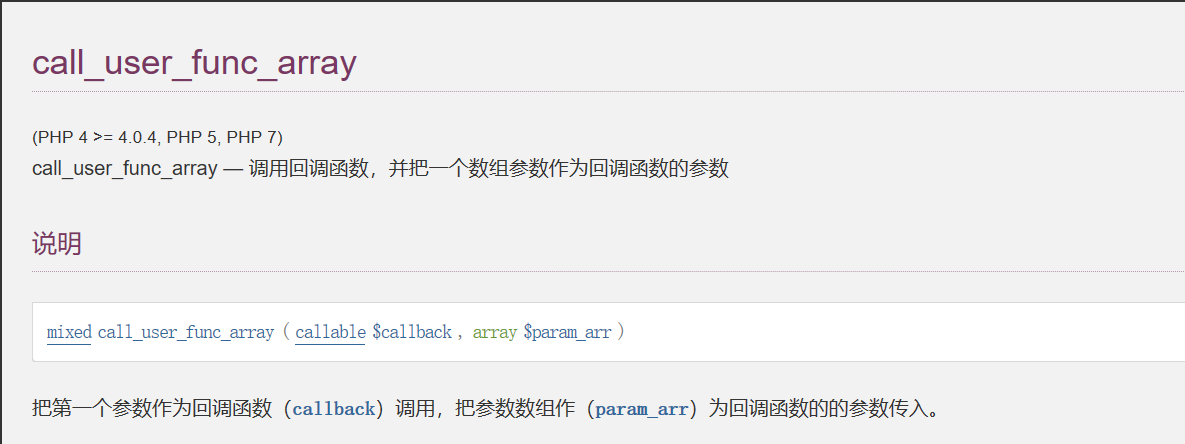 call_user_func_array
(PHP 4 >= 4.0.4, PHP 5, PHP 7)
call_user_func_array — 调用回调函数，并把一个数组参数作为回调函数的参数
说明
mixed call_user_func_array ( callable $callback , array $param_arr )
把第一个参数作为回调函数（callback）调用，把参数数组作（param_arr）为回调函数的的参数传入。